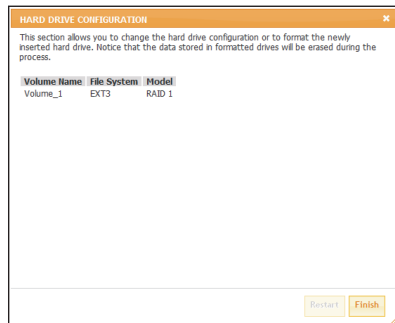 HARD DRIVE CONFIGURATION
This section allows you to change the hard drive configuration or to format the newly
inserted hard drive. Notice that the data stored in formatted drives will be erased during the
process.
Volume Name File System Model
Volume_1 EXT3 RAID 1
Restart Finish